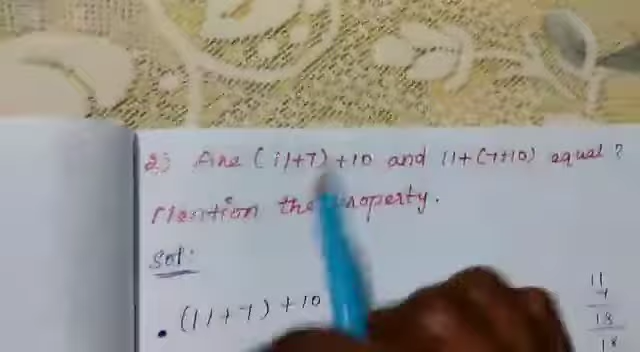 2) Are (11+7)+10 and 11+(7+10) equal?
Mention the property.
Sol:
• (11+7)+10
11
7
18
18